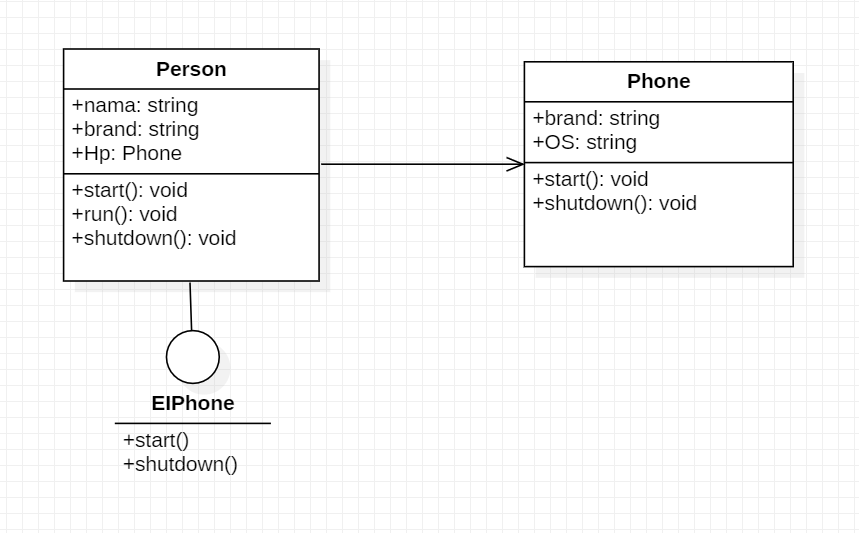 Person
+nama: string
+brand: string
+Hp: Phone
+start(): void
+run(): void
+shutdown(): void
Phone
+brand: string
+OS: string
+start(): void
+shutdown(): void
EIPhone
+start()
+shutdown()